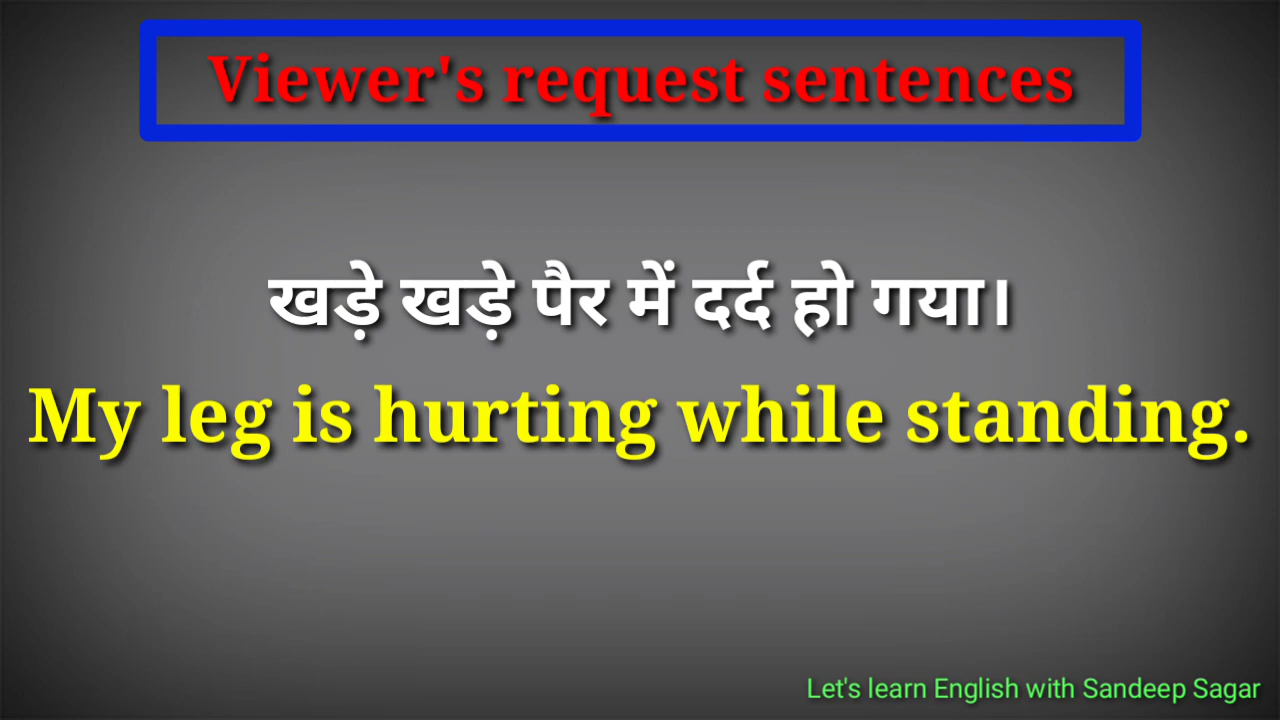 Viewer's request sentences
खड़े खड़े पैर में दर्द हो गया।
My leg is hurting while standing.
Let's learn English with Sandeep Sagar